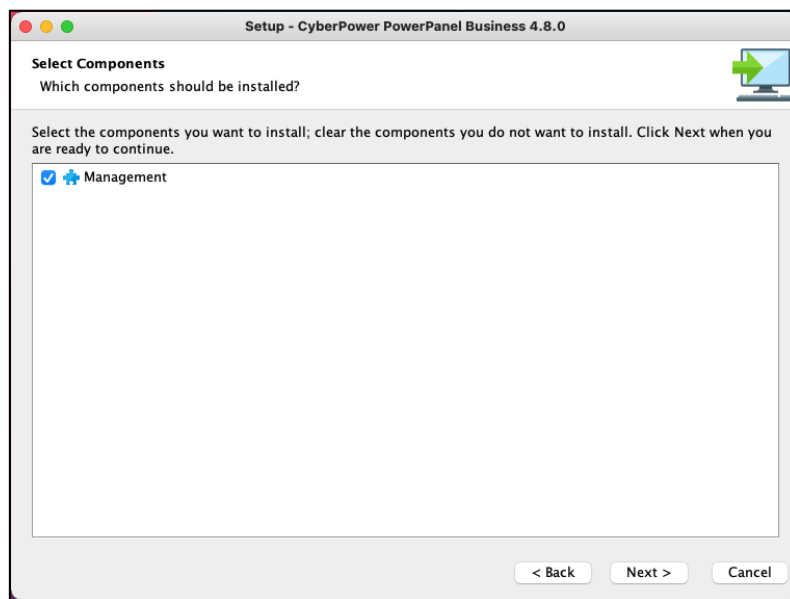 Setup - CyberPower PowerPanel Business 4.8.0
Select Components
Which components should be installed?
Select the components you want to install; clear the components you do not want to install. Click Next when you
are ready to continue.
Management
< Back Next > Cancel